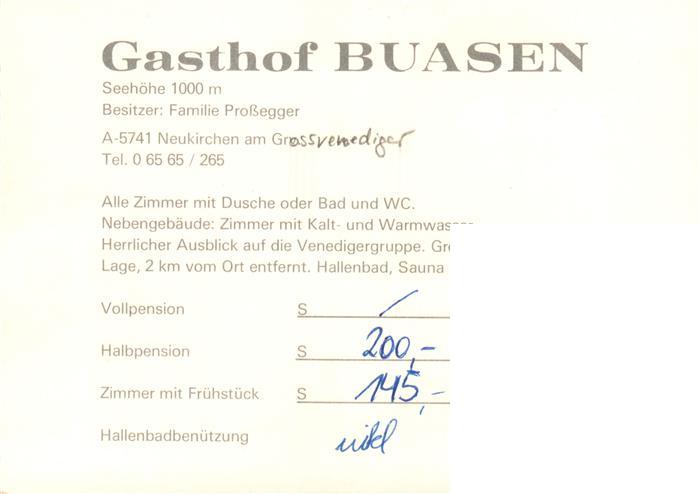 Gasthof BUASEN
Seehöhe 1000 m
Besitzer: Familie Proßegger
A-5741 Neukirchen am Grossvenediger
Tel. 0 65 65 / 265
Alle Zimmer mit Dusche oder Bad und WC.
Nebengebäude: Zimmer mit Kalt- und
Herrlicher Ausblick auf die Venedigergruppe.
Lage, 2 km vom Ort entfernt. Hallenbad, Sauna
Vollpension S /
Halbpension S 200,-
Zimmer mit Frühstück S 145,-
Hallenbadbenützung inkl